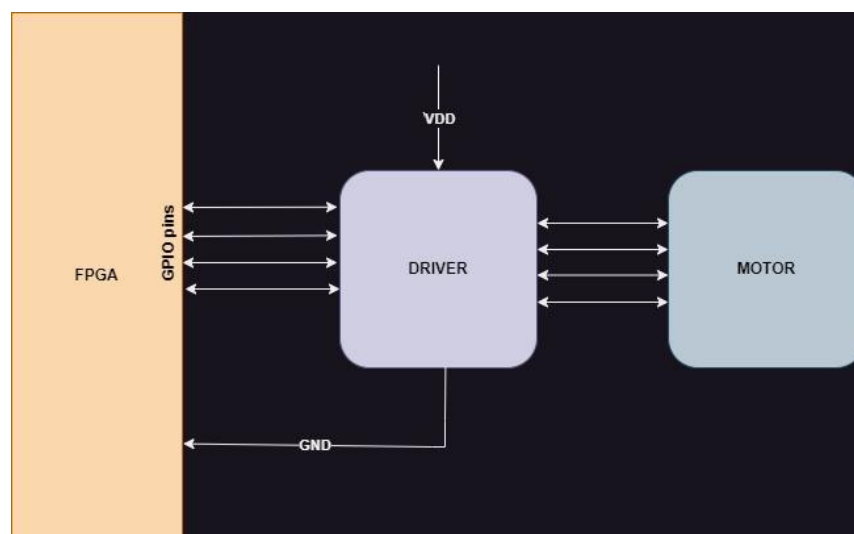 VDD
GPIO pins
FPGA
DRIVER
MOTOR
GND